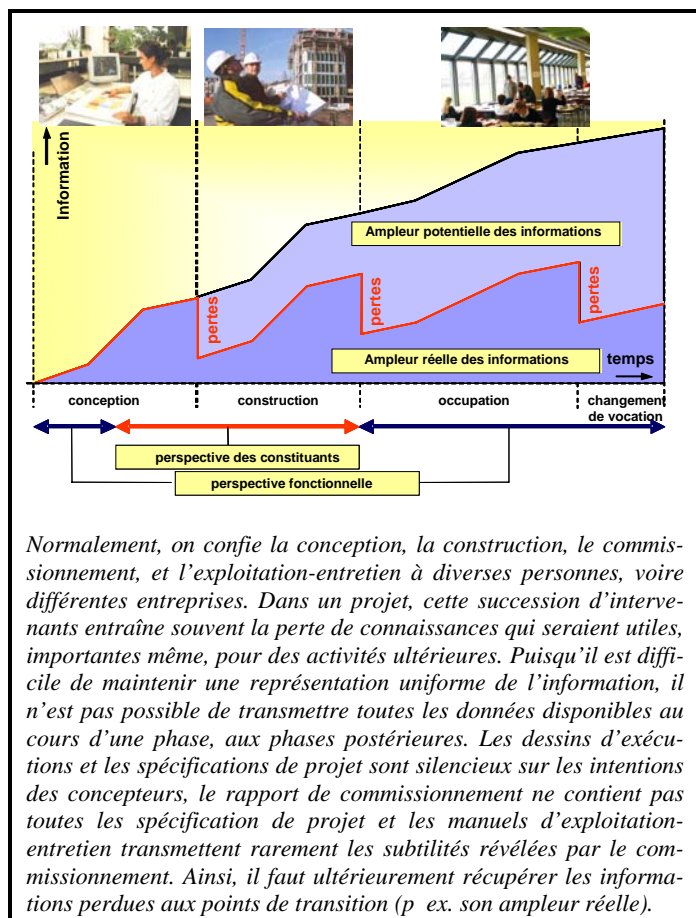 Information
Ampleur potentielle des informations
pertes
pertes
pertes
Ampleur réelle des informations
temps
conception
construction
occupation
changement
de vocation
perspective des constituants
perspective fonctionnelle
Normalement, on confie la conception, la construction, le commis-
sionnement, et l'exploitation-entretien à diverses personnes, voire
différentes entreprises. Dans un projet, cette succession d'interve-
nants entraîne souvent la perte de connaissances qui seraient utiles,
importantes même, pour des activités ultérieures. Puisqu'il est diffi-
cile de maintenir une représentation uniforme de l'information, il
n'est pas possible de transmettre toutes les données disponibles au
cours d'une phase, aux phases postérieures. Les dessins d'exécu-
tions et les spécifications de projet sont silencieux sur les intentions
des concepteurs, le rapport de commissionnement ne contient pas
toutes les spécification de projet et les manuels d'exploitation-
entretien transmettent rarement les subtilités révélées par le com-
missionnement. Ainsi, il faut ultérieurement récupérer les informa-
tions perdues aux points de transition (p ex. son ampleur réelle).